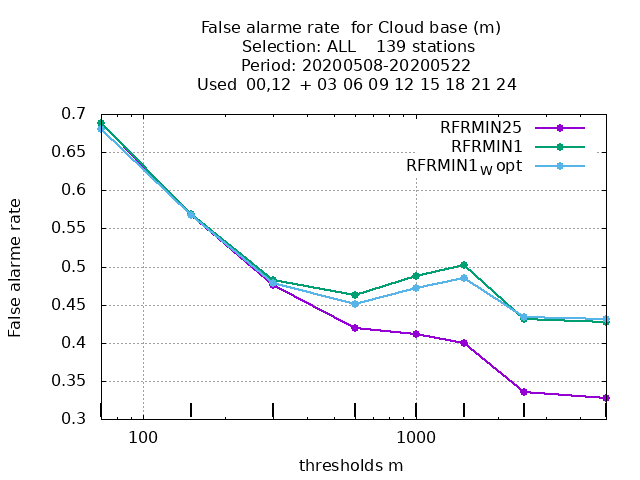 False alarme rate  for Cloud base (m)
Selection: ALL    139 stations
Period: 20200508-20200522
Used  00,12  + 03 06 09 12 15 18 21 24
0.7
0.65
0.6
0.55
0.5
0.45
0.4
0.35
0.3
False alarme rate
RFRMIN25
RFRMIN1
RFRMIN1W opt
100
1000
thresholds m